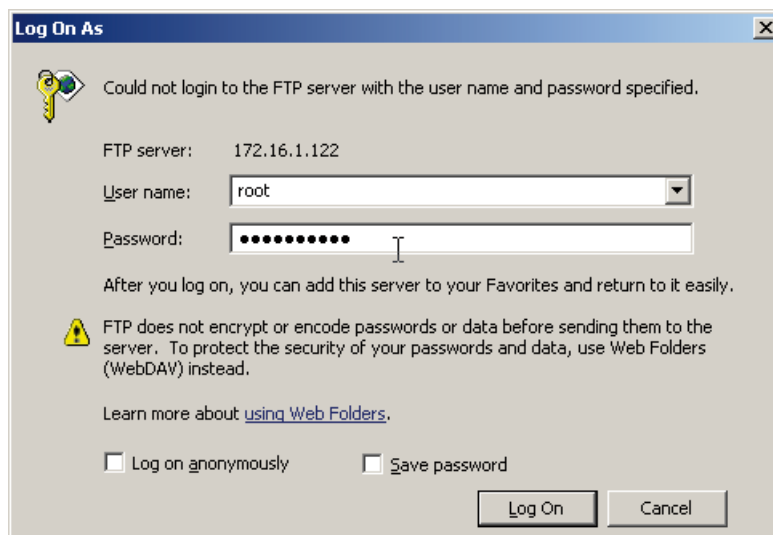 Log On As
Could not login to the FTP server with the user name and password specified.
FTP server: 172.16.1.122
User name: root
Password: ●●●●●●●●●●
After you log on, you can add this server to your Favorites and return to it easily.
FTP does not encrypt or encode passwords or data before sending them to the
server. To protect the security of your passwords and data, use Web Folders
(WebDAV) instead.
Learn more about using Web Folders.
Log on anonymously Save password
Log On Cancel